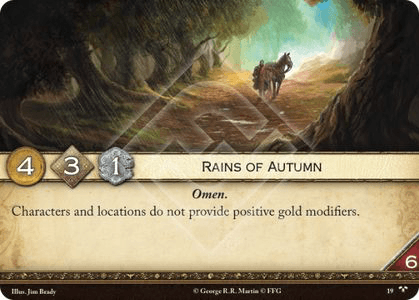 4 3 1 RAINS OF AUTUMN
Omen.
Characters and locations do not provide positive gold modifiers.
6
Illus. Jim Brady © George R.R. Martin © FFG 19